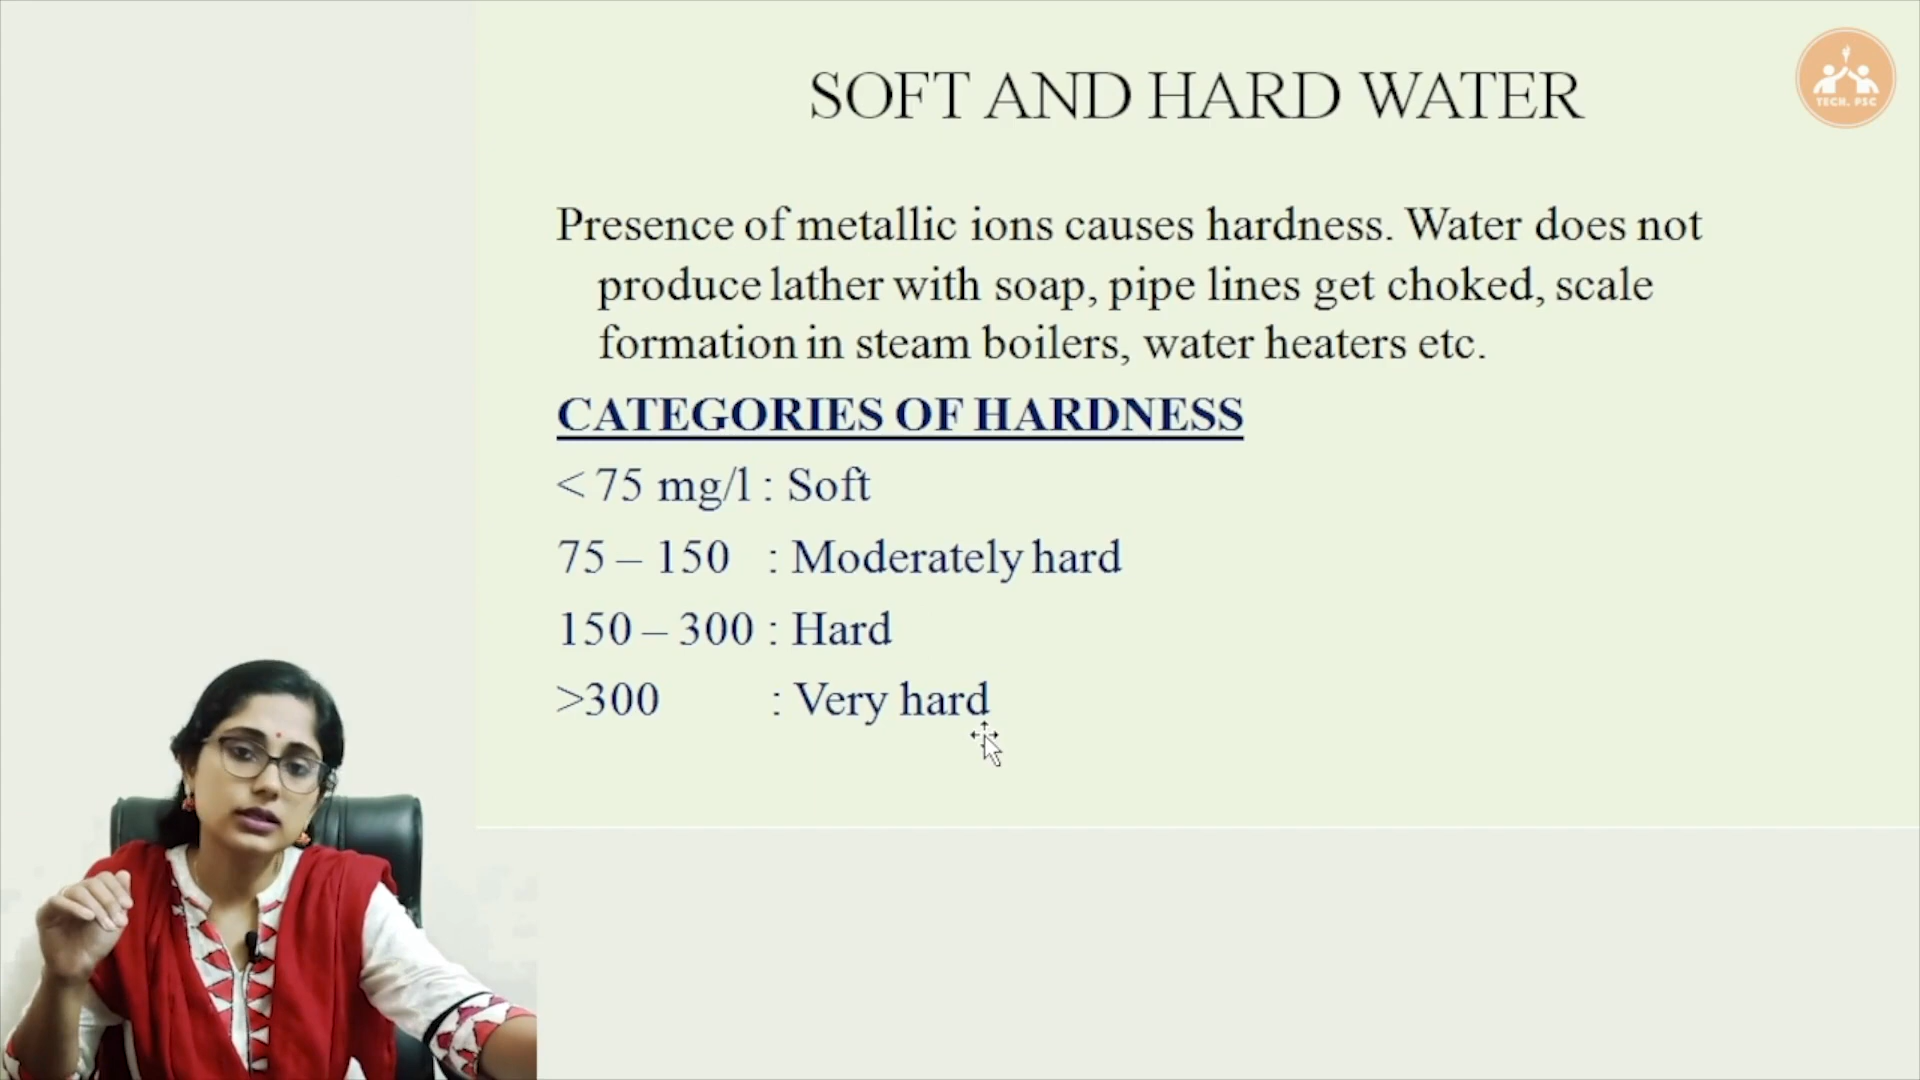 SOFT AND HARD WATER
TECH. PSC
Presence of metallic ions causes hardness. Water does not
produce lather with soap, pipe lines get choked, scale
formation in steam boilers, water heaters etc.
CATEGORIES OF HARDNESS
< 75 mg/l : Soft
75 – 150 : Moderately hard
150 – 300 : Hard
>300 : Very hard